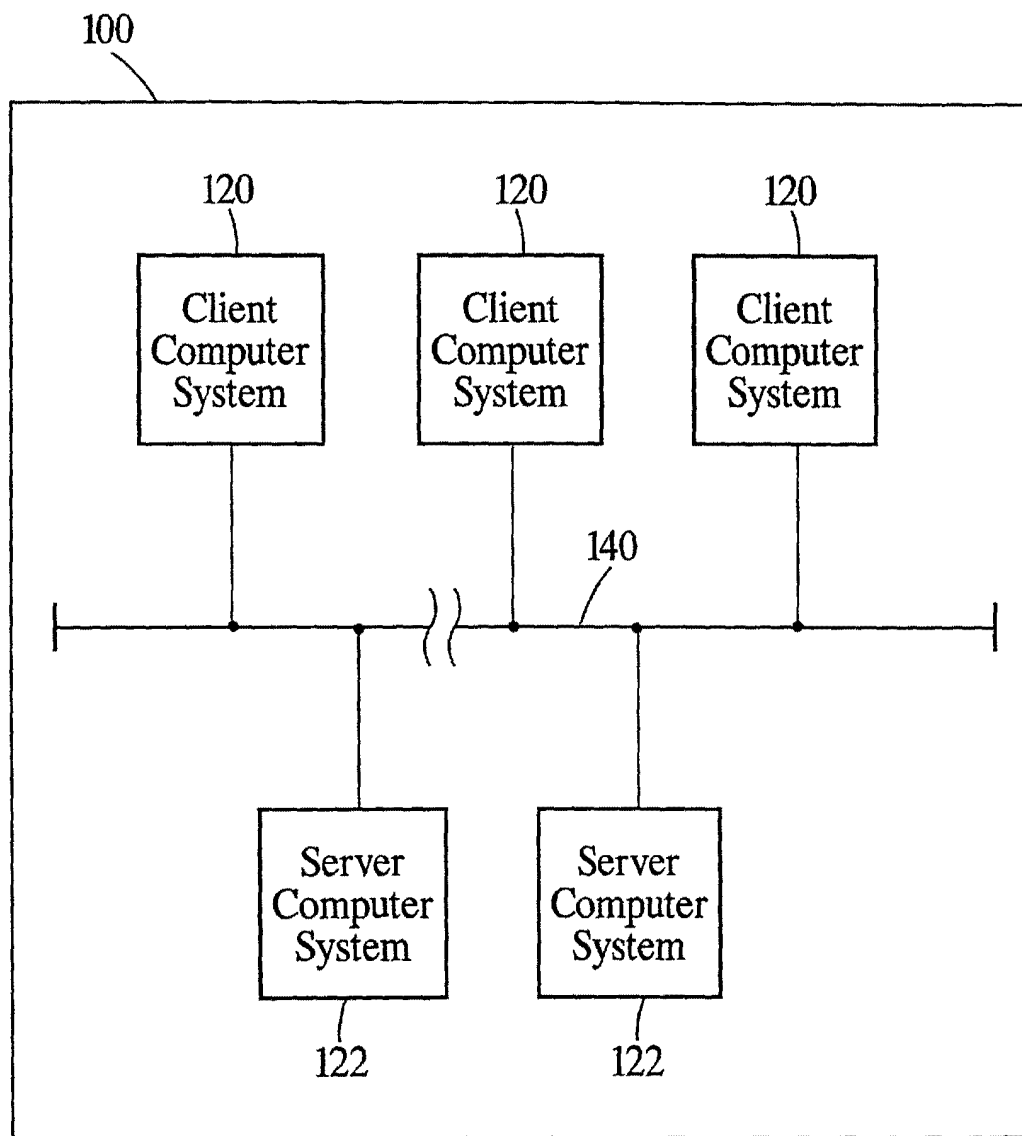 100
120
120
120
Client
Computer
System
Client
Computer
System
Client
Computer
System
140
Server
Computer
System
Server
Computer
System
122
122